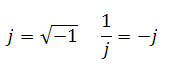 j = √−1    1/j = −j